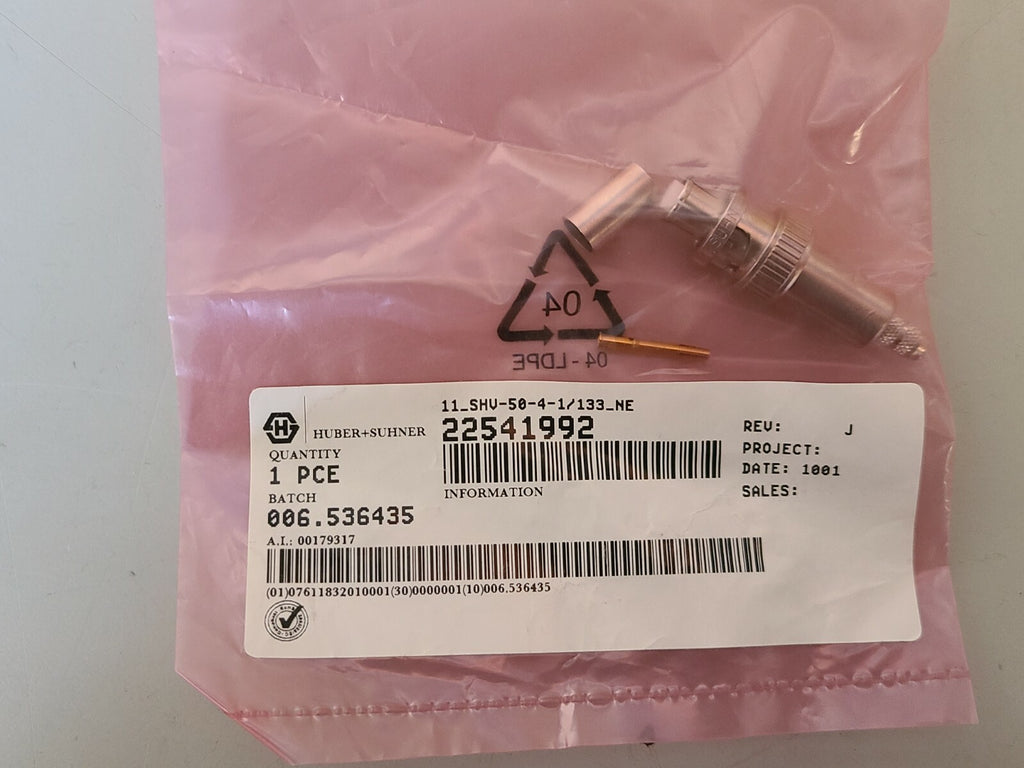 04
04 - LDPE
11_SHV-50-4-1/133_NE
H
HUBER+SUHNER
22541992
REV: J
QUANTITY
1 PCE
PROJECT:
DATE: 1001
BATCH
INFORMATION
SALES:
006.536435
A.I.: 00179317
(01)07611832010001(30)0000001(10)006.536435